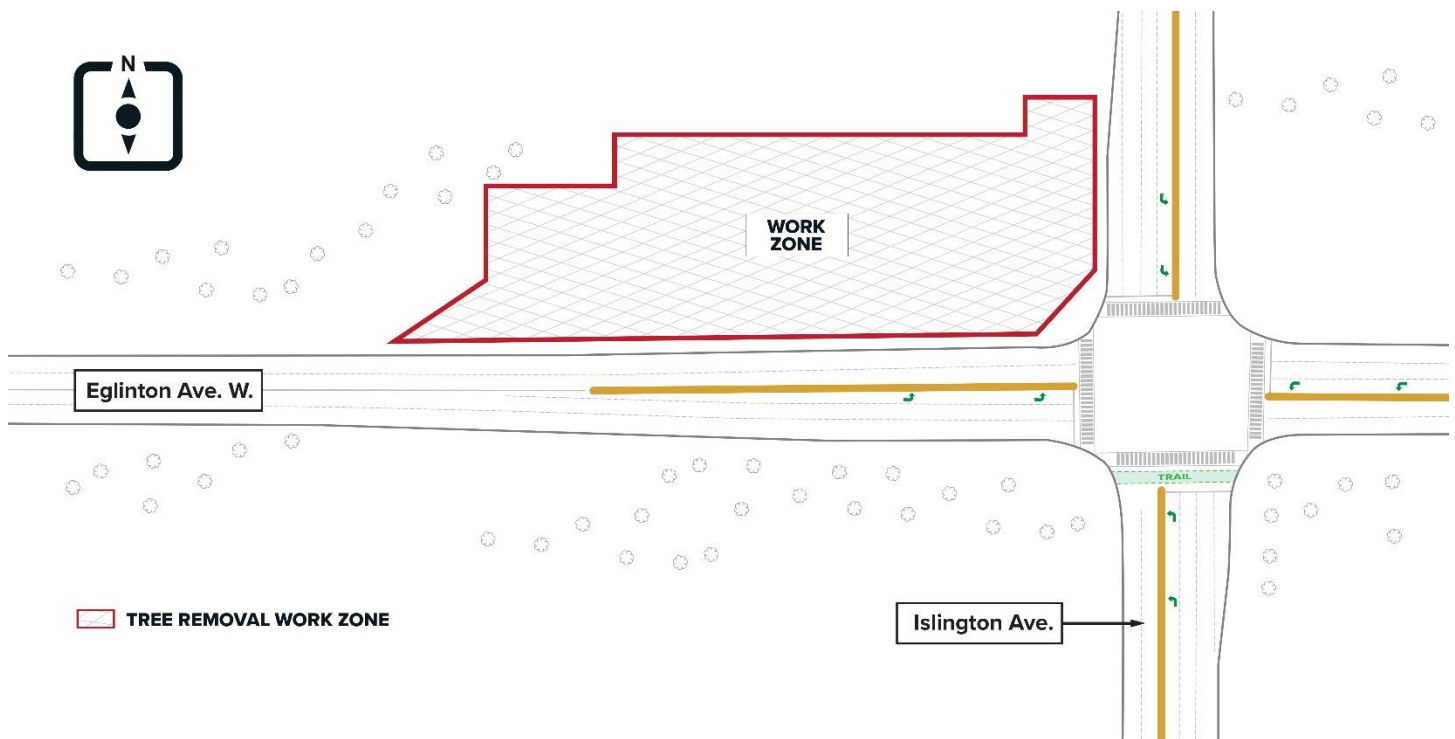 N
WORK
ZONE
Eglinton Ave. W.
TRAIL
Islington Ave.
TREE REMOVAL WORK ZONE